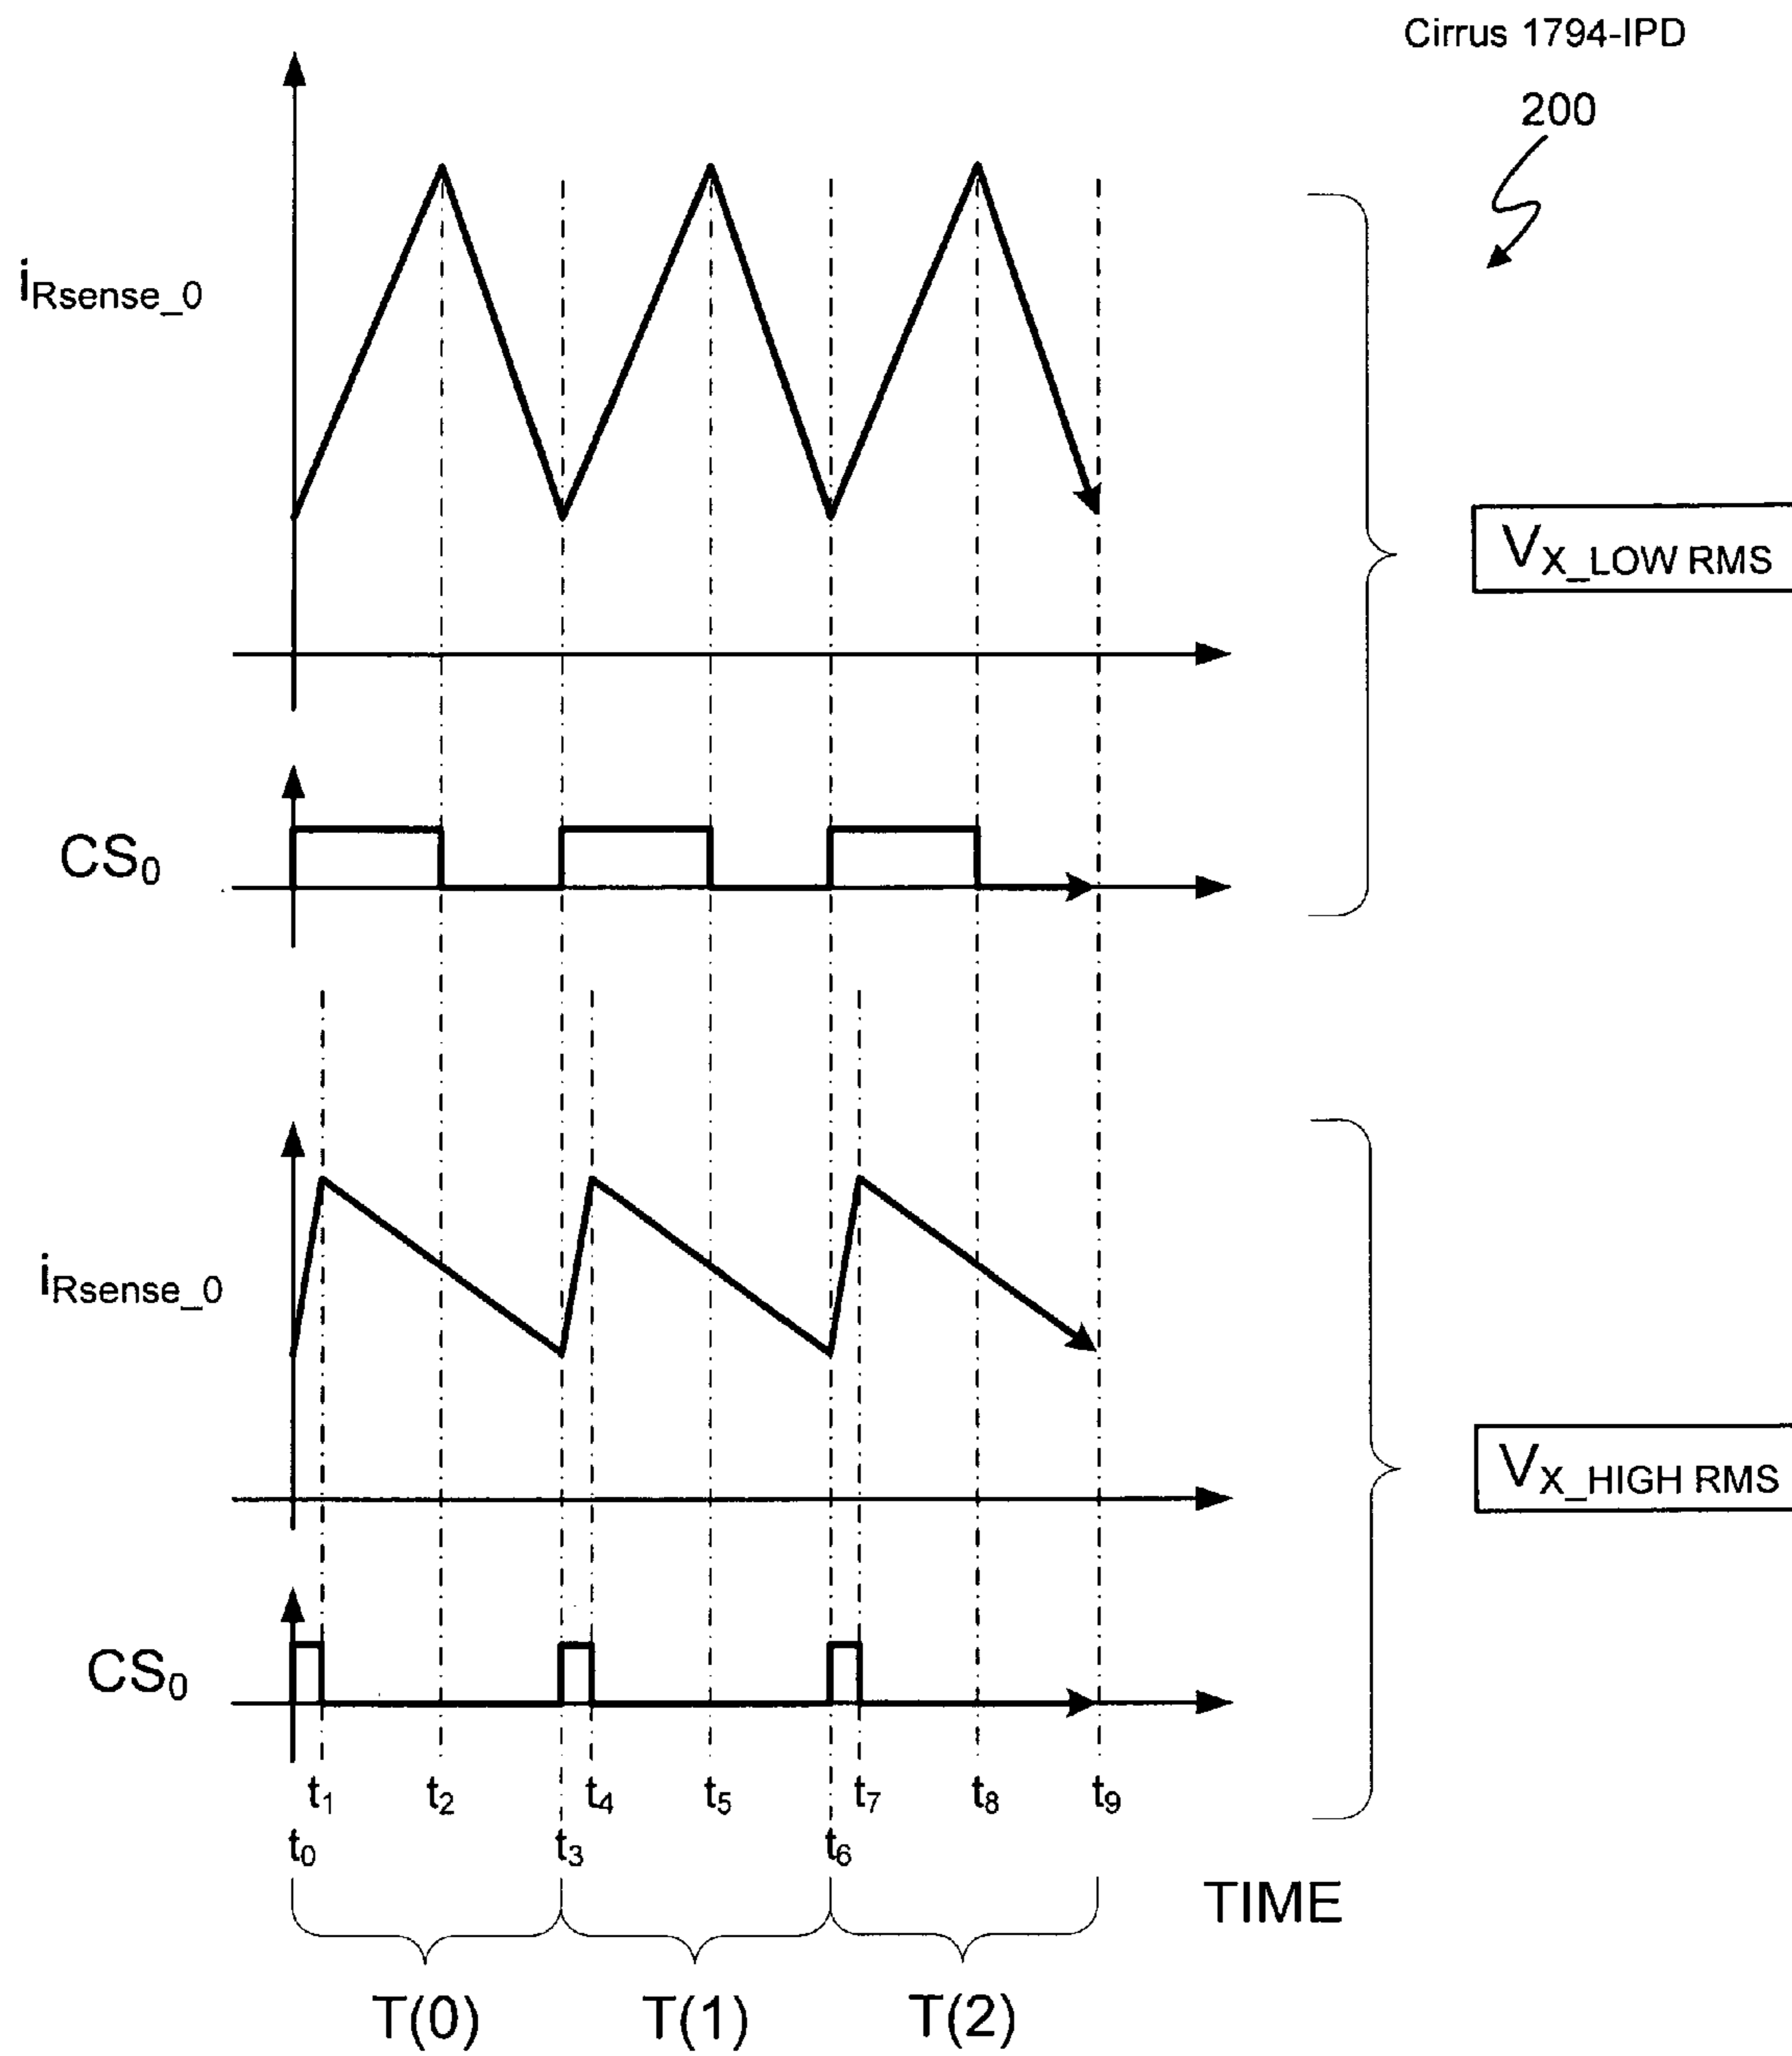 Cirrus 1794-IPD
200
iRsense_0
VX_LOW RMS
CS0
iRsense_0
VX_HIGH RMS
CS0
t1 t2 t4 t5 t7 t8 t9
t0 t3 t6
TIME
T(0) T(1) T(2)